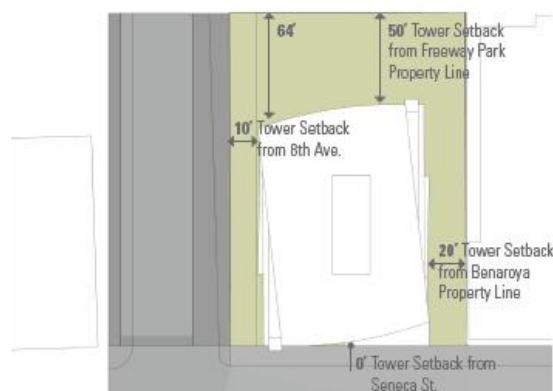 64'
50' Tower Setback
from Freeway Park
Property Line
10' Tower Setback
from 8th Ave.
20' Tower Setback
from Benaroya
Property Line
0' Tower Setback from
Seneca St.